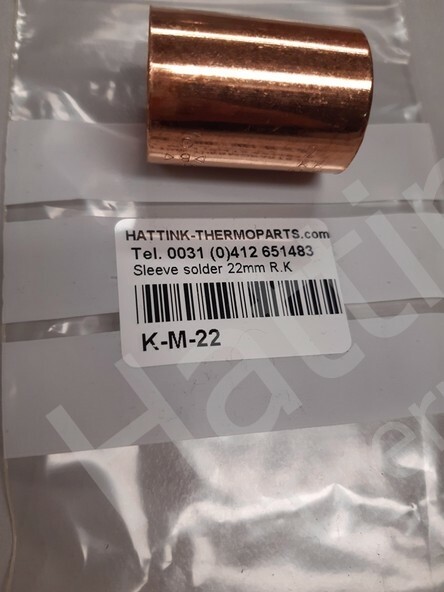 HATTINK-THERMOPARTS.com
Tel. 0031 (0)412 651483
Sleeve solder 22mm R.K
K-M-22